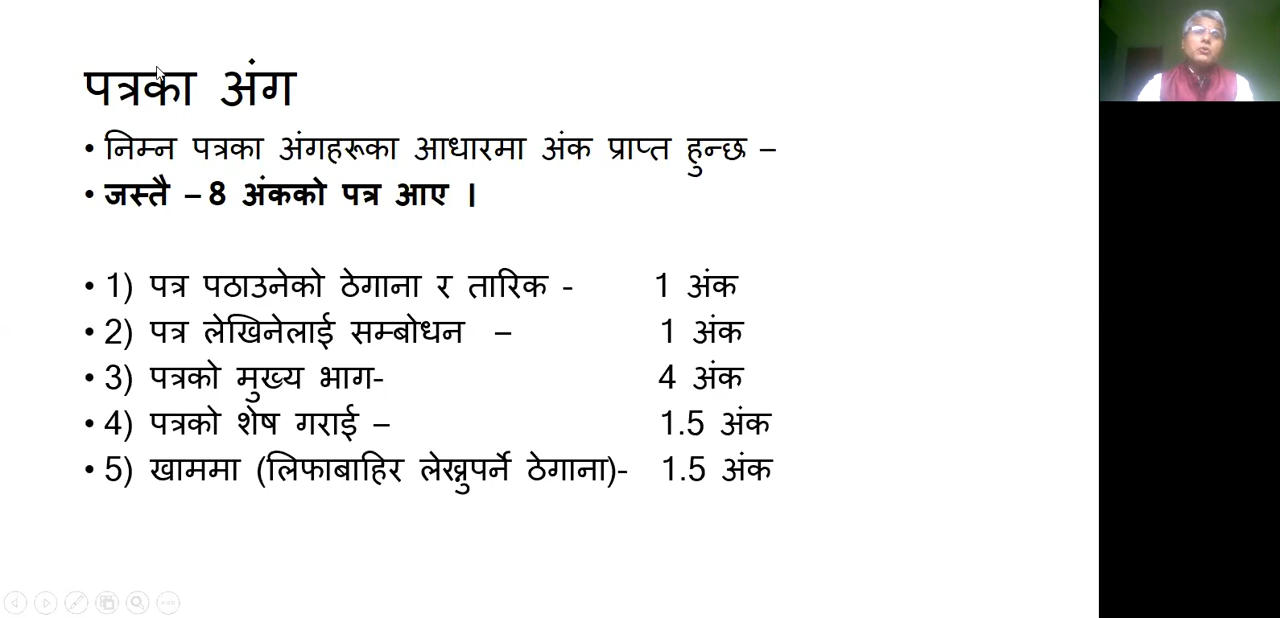 पत्रका अंग
• निम्न पत्रका अंगहरूका आधारमा अंक प्राप्त हुन्छ –
• जस्तै – 8 अंकको पत्र आए ।
• 1) पत्र पठाउनेको ठेगाना र तारिक - 1 अंक
• 2) पत्र लेखिनेलाई सम्बोधन – 1 अंक
• 3) पत्रको मुख्य भाग- 4 अंक
• 4) पत्रको शेष गराई – 1.5 अंक
• 5) खाममा (लिफाबाहिर लेख्नुपर्ने ठेगाना)- 1.5 अंक